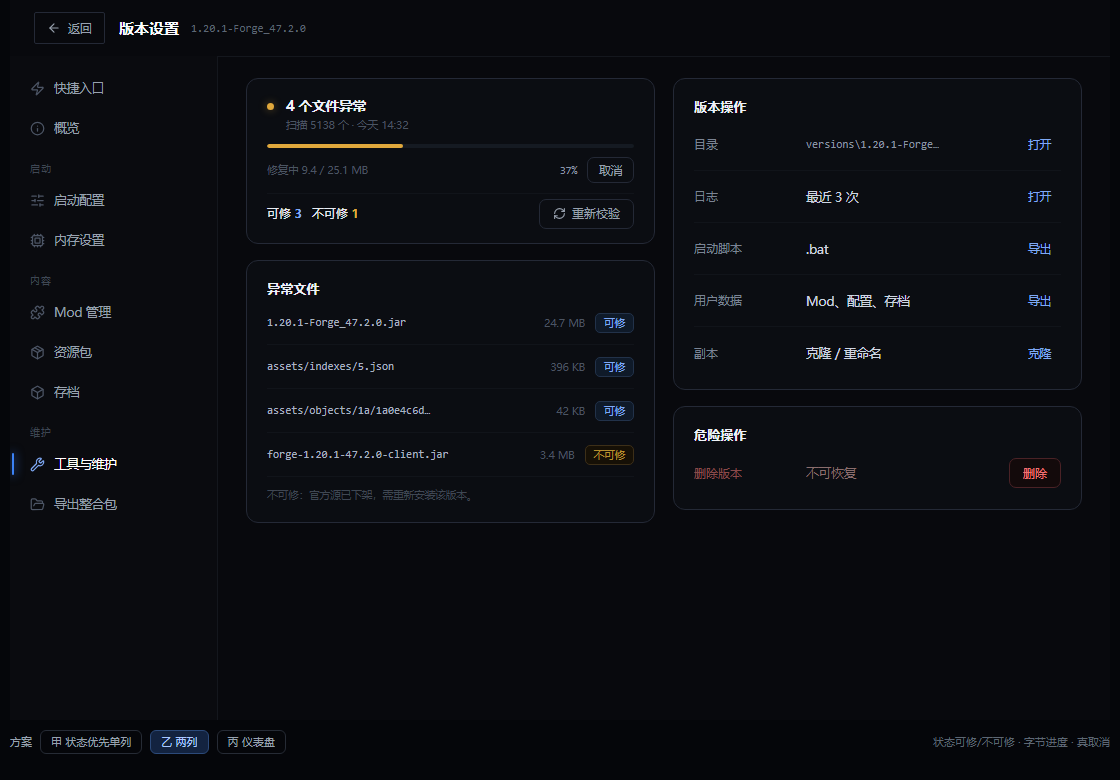 返回 版本设置 1.20.1-Forge_47.2.0
快捷入口
概览
启动
启动配置
内存设置
内容
Mod 管理
资源包
存档
维护
工具与维护
导出整合包
4 个文件异常
扫描 5138 个 · 今天 14:32
修复中 9.4 / 25.1 MB 37% 取消
可修 3 不可修 1 重新校验
异常文件
1.20.1-Forge_47.2.0.jar 24.7 MB 可修
assets/indexes/5.json 396 KB 可修
assets/objects/1a/1a0e4c6d… 42 KB 可修
forge-1.20.1-47.2.0-client.jar 3.4 MB 不可修
不可修：官方源已下架，需重新安装该版本。
版本操作
目录 versions\1.20.1-Forge… 打开
日志 最近 3 次 打开
启动脚本 .bat 导出
用户数据 Mod、配置、存档 导出
副本 克隆 / 重命名 克隆
危险操作
删除版本 不可恢复 删除
方案 甲 状态优先单列 乙 两列 丙 仪表盘
状态可修/不可修 · 字节进度 · 真取消